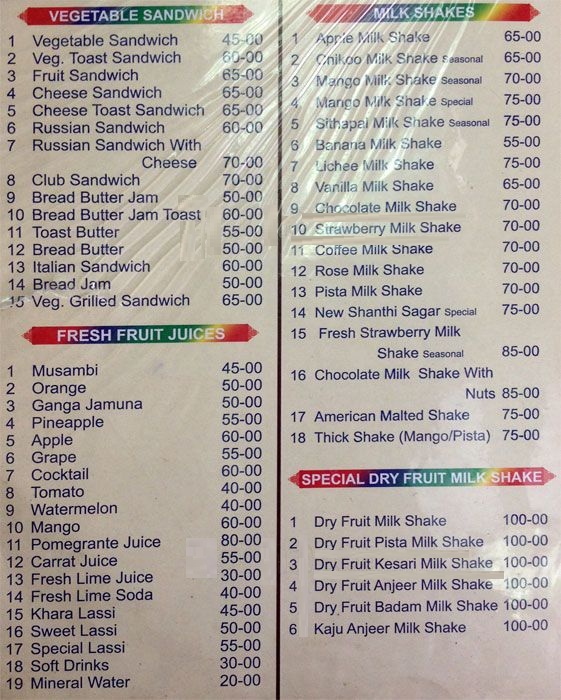 VEGETABLE SANDWICH
1 Vegetable Sandwich 45-00
2 Veg. Toast Sandwich 60-00
3 Fruit Sandwich 65-00
4 Cheese Sandwich 65-00
5 Cheese Toast Sandwich 65-00
6 Russian Sandwich 60-00
7 Russian Sandwich With
Cheese 70-00
8 Club Sandwich 70-00
9 Bread Butter Jam 50-00
10 Bread Butter Jam Toast 60-00
11 Toast Butter 55-00
12 Bread Butter 50-00
13 Italian Sandwich 60-00
14 Bread Jam 50-00
15 Veg. Grilled Sandwich 65-00
FRESH FRUIT JUICES
1 Musambi 45-00
2 Orange 50-00
3 Ganga Jamuna 50-00
4 Pineapple 55-00
5 Apple 60-00
6 Grape 55-00
7 Cocktail 60-00
8 Tomato 40-00
9 Watermelon 40-00
10 Mango 60-00
11 Pomegrante Juice 80-00
12 Carrat Juice 55-00
13 Fresh Lime Juice 30-00
14 Fresh Lime Soda 40-00
15 Khara Lassi 45-00
16 Sweet Lassi 50-00
17 Special Lassi 55-00
18 Soft Drinks 30-00
19 Mineral Water 20-00
MILK SHAKES
1 Apple Milk Shake 65-00
2 Chikoo Milk Shake Seasonal 65-00
3 Mango Milk Shake Seasonal 70-00
4 Mango Milk Shake Special 75-00
5 Sithapal Milk Shake Seasonal 75-00
6 Banana Milk Shake 55-00
7 Lichee Milk Shake 75-00
8 Vanilla Milk Shake 65-00
9 Chocolate Milk Shake 70-00
10 Strawberry Milk Shake 70-00
11 Coffee Milk Shake 70-00
12 Rose Milk Shake 70-00
13 Pista Milk Shake 70-00
14 New Shanthi Sagar Special 75-00
15 Fresh Strawberry Milk
Shake Seasonal 85-00
16 Chocolate Milk Shake With
Nuts 85-00
17 American Malted Shake 75-00
18 Thick Shake (Mango/Pista) 75-00
SPECIAL DRY FRUIT MILK SHAKE
1 Dry Fruit Milk Shake 100-00
2 Dry Fruit Pista Milk Shake 100-00
3 Dry Fruit Kesari Milk Shake 100-00
4 Dry Fruit Anjeer Milk Shake 100-00
5 Dry Fruit Badam Milk Shake 100-00
6 Kaju Anjeer Milk Shake 100-00